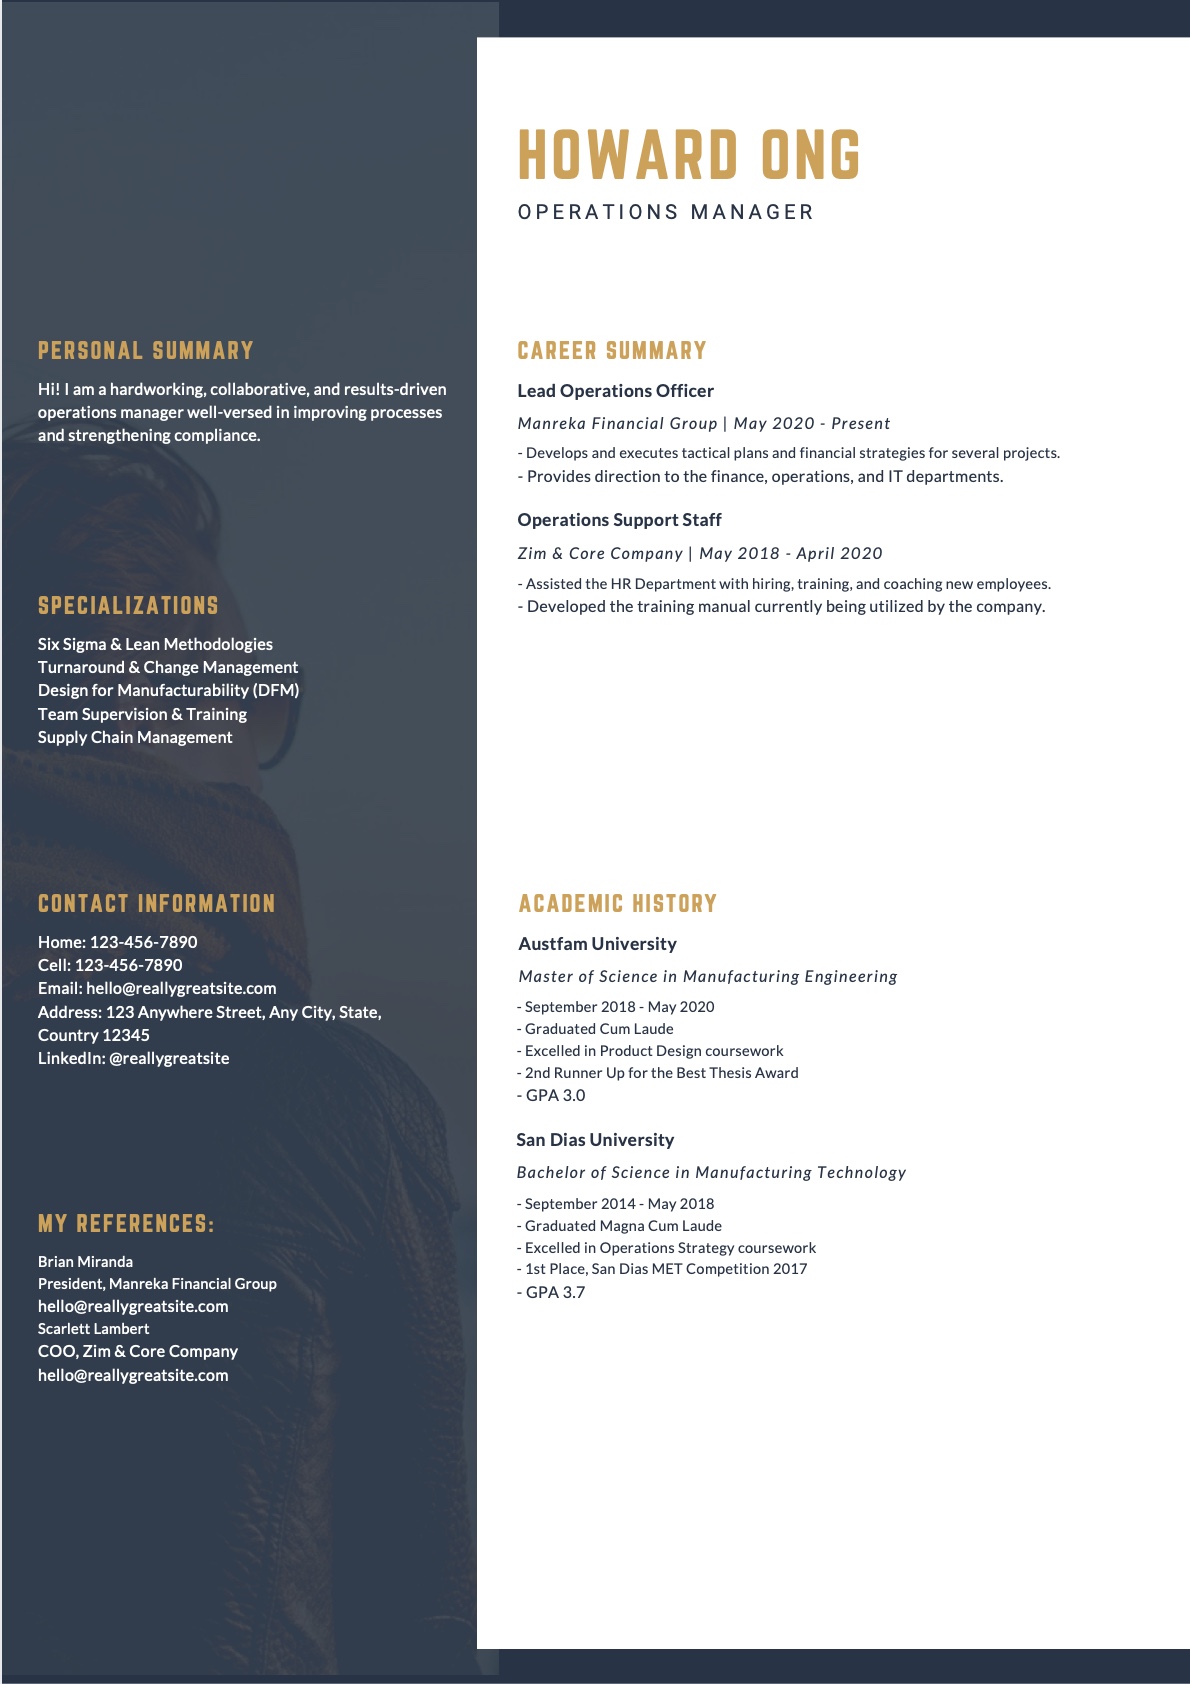 HOWARD ONG
OPERATIONS MANAGER
PERSONAL SUMMARY
Hi! I am a hardworking, collaborative, and results-driven
operations manager well-versed in improving processes
and strengthening compliance.
SPECIALIZATIONS
Six Sigma & Lean Methodologies
Turnaround & Change Management
Design for Manufacturability (DFM)
Team Supervision & Training
Supply Chain Management
CONTACT INFORMATION
Home: 123-456-7890
Cell: 123-456-7890
Email: hello@reallygreatsite.com
Address: 123 Anywhere Street, Any City, State,
Country 12345
LinkedIn: @reallygreatsite
MY REFERENCES:
Brian Miranda
President, Manreka Financial Group
hello@reallygreatsite.com
Scarlett Lambert
COO, Zim & Core Company
hello@reallygreatsite.com
CAREER SUMMARY
Lead Operations Officer
Manreka Financial Group | May 2020 - Present
- Develops and executes tactical plans and financial strategies for several projects.
- Provides direction to the finance, operations, and IT departments.
Operations Support Staff
Zim & Core Company | May 2018 - April 2020
- Assisted the HR Department with hiring, training, and coaching new employees.
- Developed the training manual currently being utilized by the company.
ACADEMIC HISTORY
Austfam University
Master of Science in Manufacturing Engineering
- September 2018 - May 2020
- Graduated Cum Laude
- Excelled in Product Design coursework
- 2nd Runner Up for the Best Thesis Award
- GPA 3.0
San Dias University
Bachelor of Science in Manufacturing Technology
- September 2014 - May 2018
- Graduated Magna Cum Laude
- Excelled in Operations Strategy coursework
- 1st Place, San Dias MET Competition 2017
- GPA 3.7